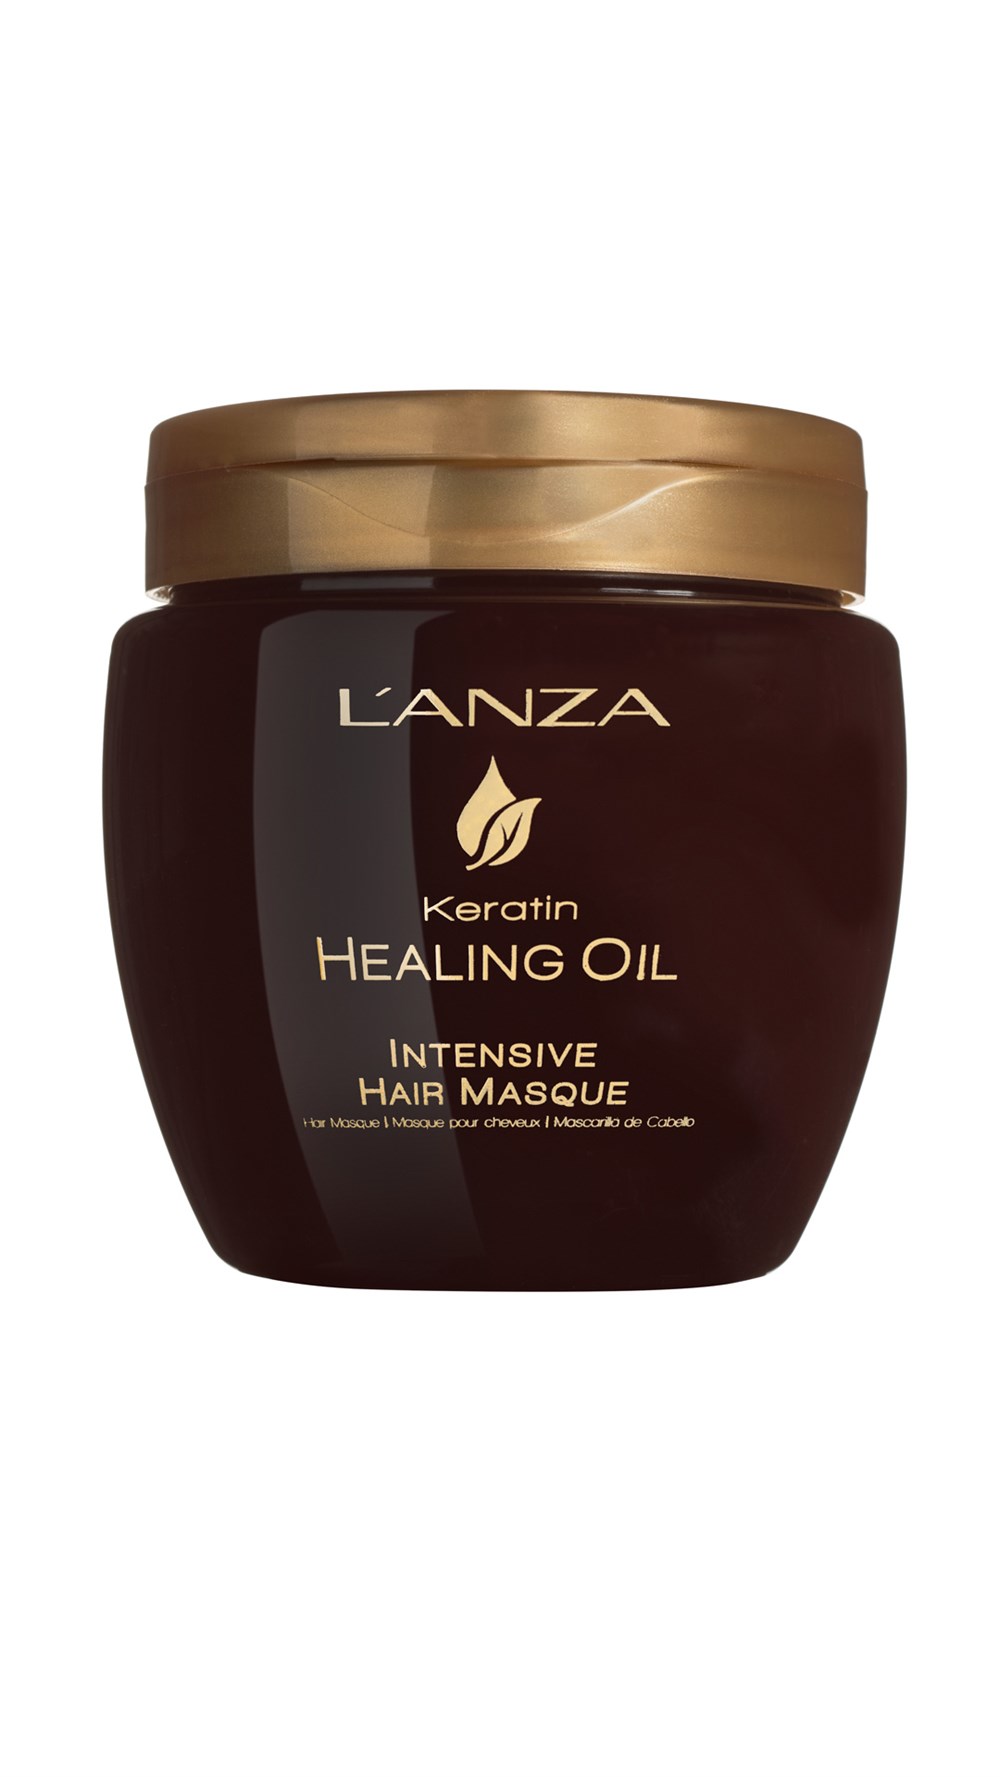 L'ANZA
Keratin
HEALING OIL
INTENSIVE
HAIR MASQUE
Hair Masque | Masque pour cheveux | Mascarilla de Cabello